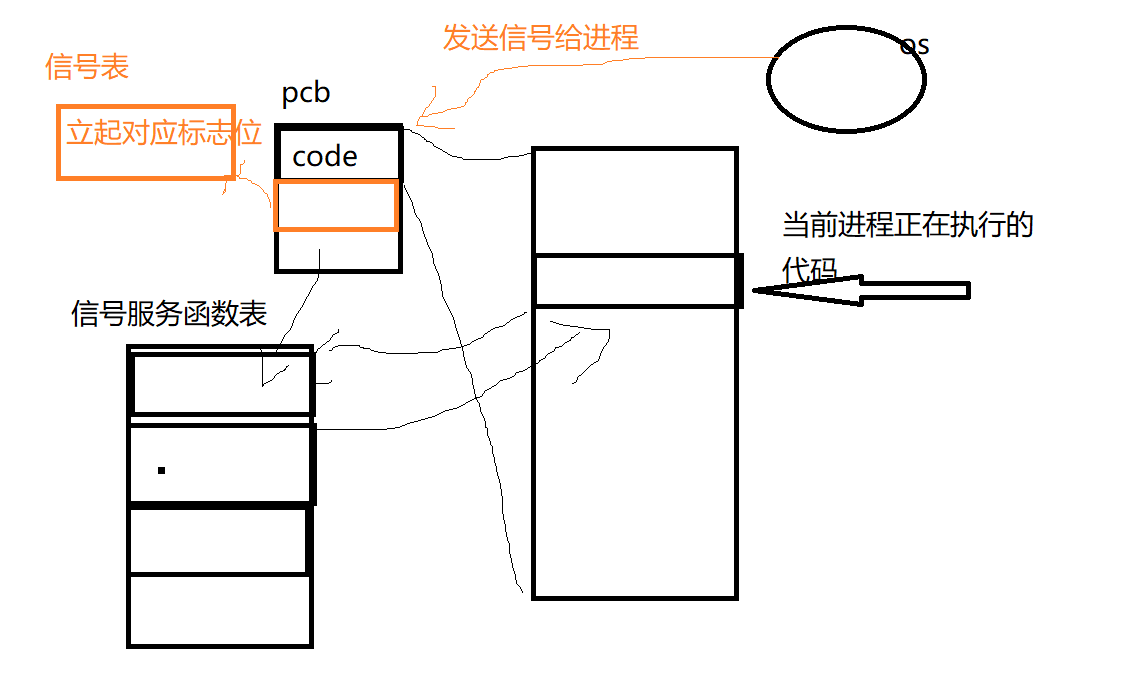 发送信号给进程
os
信号表
pcb
立起对应标志位
code
当前进程正在执行的
代码
信号服务函数表